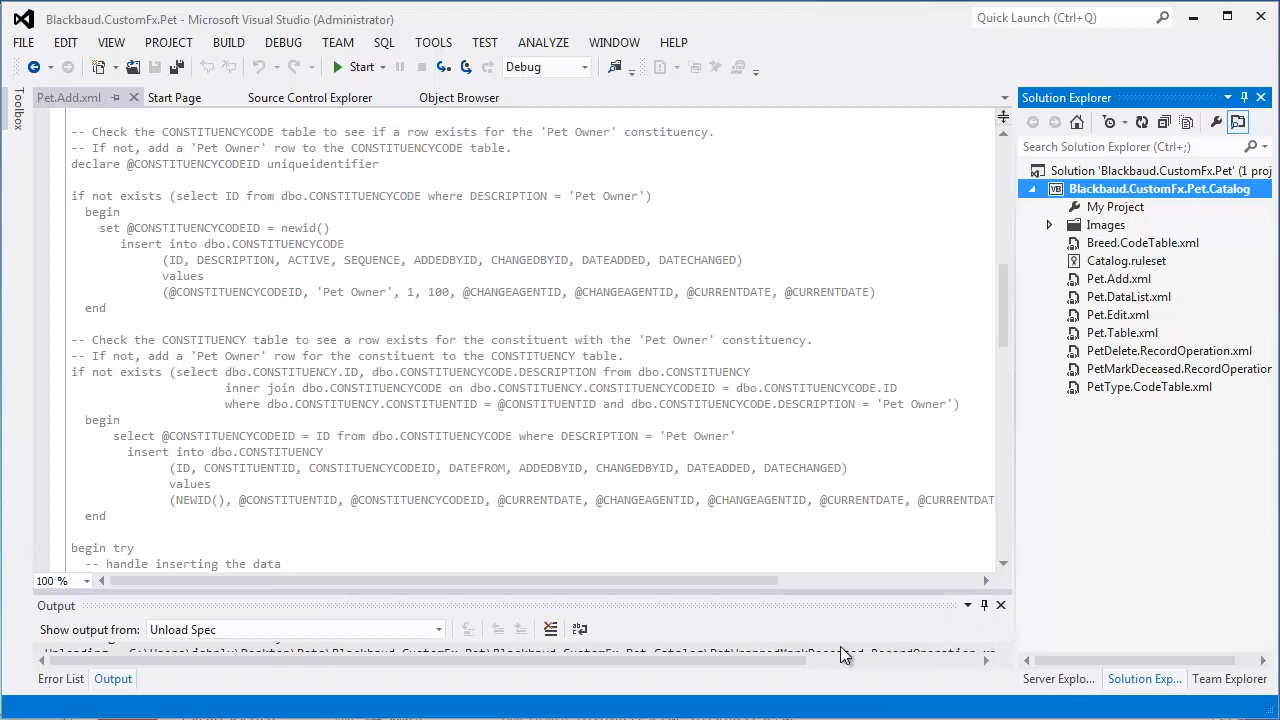 Blackbaud.CustomFx.Pet - Microsoft Visual Studio (Administrator)
Quick Launch (Ctrl+Q)
FILE EDIT VIEW PROJECT BUILD DEBUG TEAM SQL TOOLS TEST ANALYZE WINDOW HELP
Start Debug
Toolbox
Pet.Add.xml Start Page Source Control Explorer Object Browser
-- Check the CONSTITUENCYCODE table to see if a row exists for the 'Pet Owner' constituency.
-- If not, add a 'Pet Owner' row to the CONSTITUENCYCODE table.
declare @CONSTITUENCYCODEID uniqueidentifier
if not exists (select ID from dbo.CONSTITUENCYCODE where DESCRIPTION = 'Pet Owner')
begin
set @CONSTITUENCYCODEID = newid()
insert into dbo.CONSTITUENCYCODE
(ID, DESCRIPTION, ACTIVE, SEQUENCE, ADDEDBYID, CHANGEDBYID, DATEADDED, DATECHANGED)
values
(@CONSTITUENCYCODEID, 'Pet Owner', 1, 100, @CHANGEAGENTID, @CHANGEAGENTID, @CURRENTDATE, @CURRENTDATE)
end
-- Check the CONSTITUENCY table to see a row exists for the constituent with the 'Pet Owner' constituency.
-- If not, add a 'Pet Owner' row for the constituent to the CONSTITUENCY table.
if not exists (select dbo.CONSTITUENCY.ID, dbo.CONSTITUENCYCODE.DESCRIPTION from dbo.CONSTITUENCY
inner join dbo.CONSTITUENCYCODE on dbo.CONSTITUENCY.CONSTITUENCYCODEID = dbo.CONSTITUENCYCODE.ID
where dbo.CONSTITUENCY.CONSTITUENTID = @CONSTITUENTID and dbo.CONSTITUENCYCODE.DESCRIPTION = 'Pet Owner')
begin
select @CONSTITUENCYCODEID = ID from dbo.CONSTITUENCYCODE where DESCRIPTION = 'Pet Owner'
insert into dbo.CONSTITUENCY
(ID, CONSTITUENTID, CONSTITUENCYCODEID, DATEFROM, ADDEDBYID, CHANGEDBYID, DATEADDED, DATECHANGED)
values
(NEWID(), @CONSTITUENTID, @CONSTITUENCYCODEID, @CURRENTDATE, @CHANGEAGENTID, @CHANGEAGENTID, @CURRENTDATE, @CURRENTDAT
end
begin try
-- handle inserting the data
100 %
Output
Show output from: Unload Spec
Error List Output
Solution Explorer
Search Solution Explorer (Ctrl+;)
Solution 'Blackbaud.CustomFx.Pet' (1 proj
VB Blackbaud.CustomFx.Pet.Catalog
My Project
Images
Breed.CodeTable.xml
Catalog.ruleset
Pet.Add.xml
Pet.DataList.xml
Pet.Edit.xml
Pet.Table.xml
PetDelete.RecordOperation.xml
PetMarkDeceased.RecordOperation
PetType.CodeTable.xml
Server Explo... Solution Exp... Team Explorer